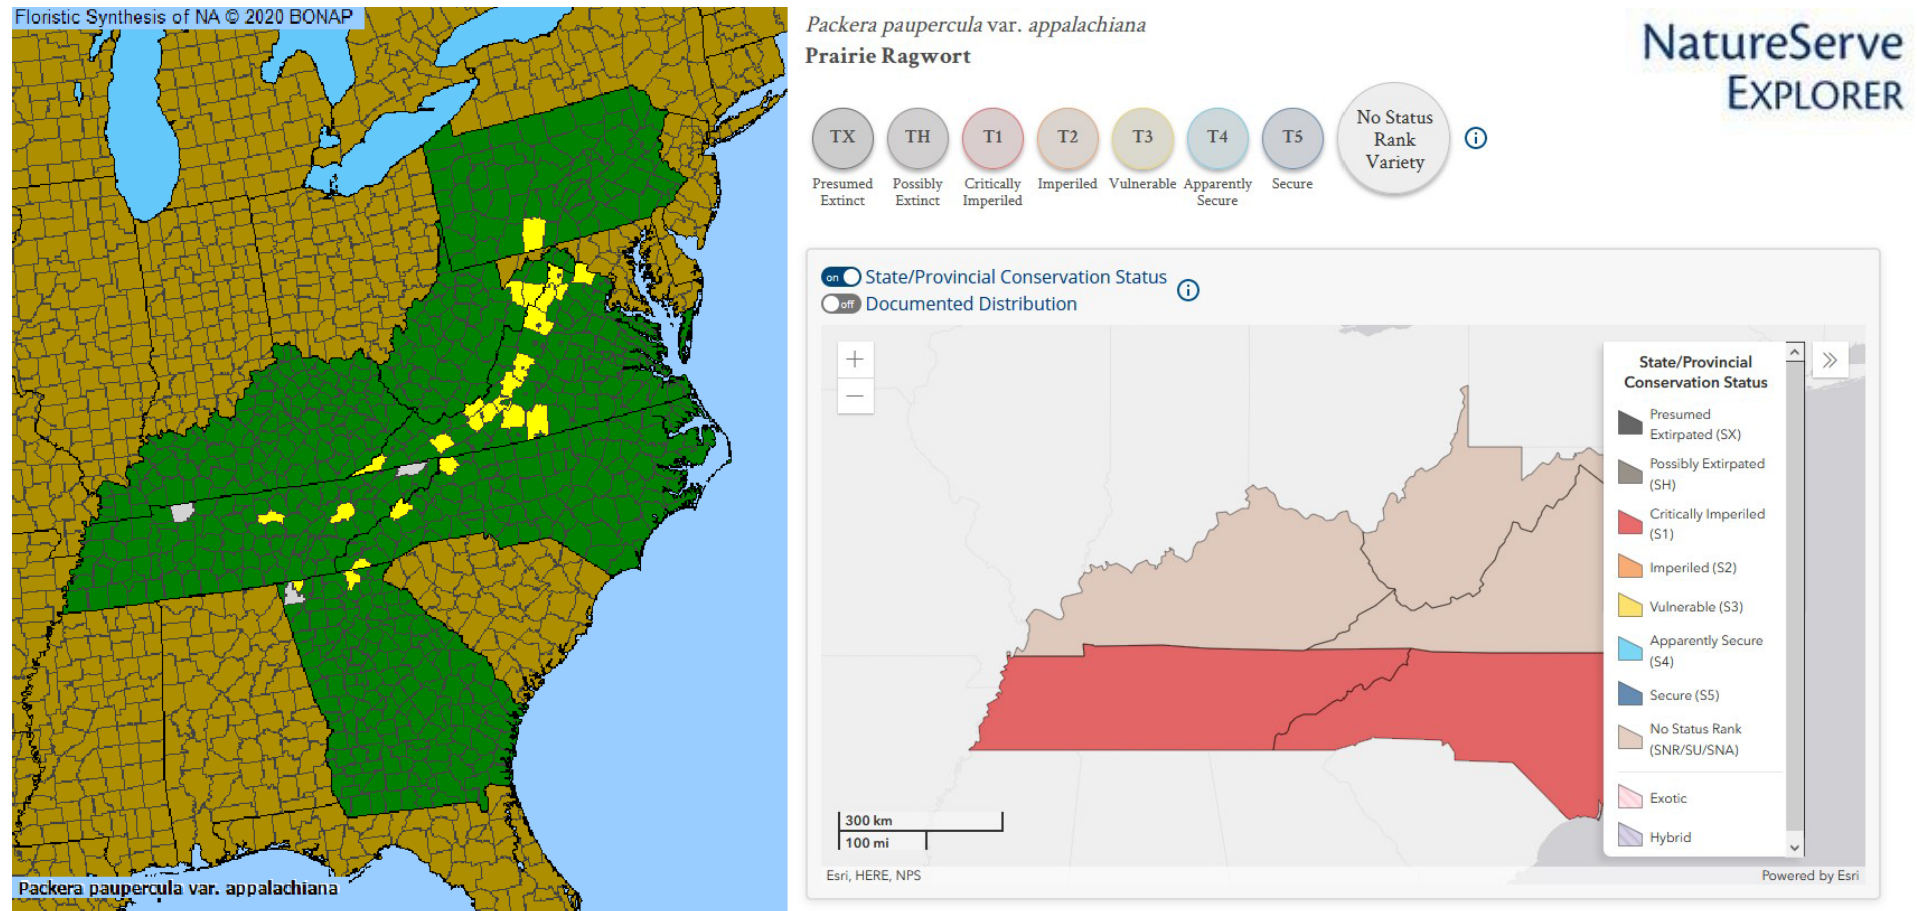 Floristic Synthesis of NA © 2020 BONAP
Packera paupercula var. appalachiana
Packera paupercula var. appalachiana
Prairie Ragwort
NatureServe
EXPLORER
TX
TH
T1
T2
T3
T4
T5
No Status
Rank
Variety
Presumed
Extinct
Possibly
Extinct
Critically
Imperiled
Imperiled
Vulnerable
Apparently
Secure
Secure
on State/Provincial Conservation Status
off Documented Distribution
State/Provincial
Conservation Status
Presumed
Extirpated (SX)
Possibly Extirpated
(SH)
Critically Imperiled
(S1)
Imperiled (S2)
Vulnerable (S3)
Apparently Secure
(S4)
Secure (S5)
No Status Rank
(SNR/SU/SNA)
Exotic
Hybrid
300 km
100 mi
Esri, HERE, NPS
Powered by Esri